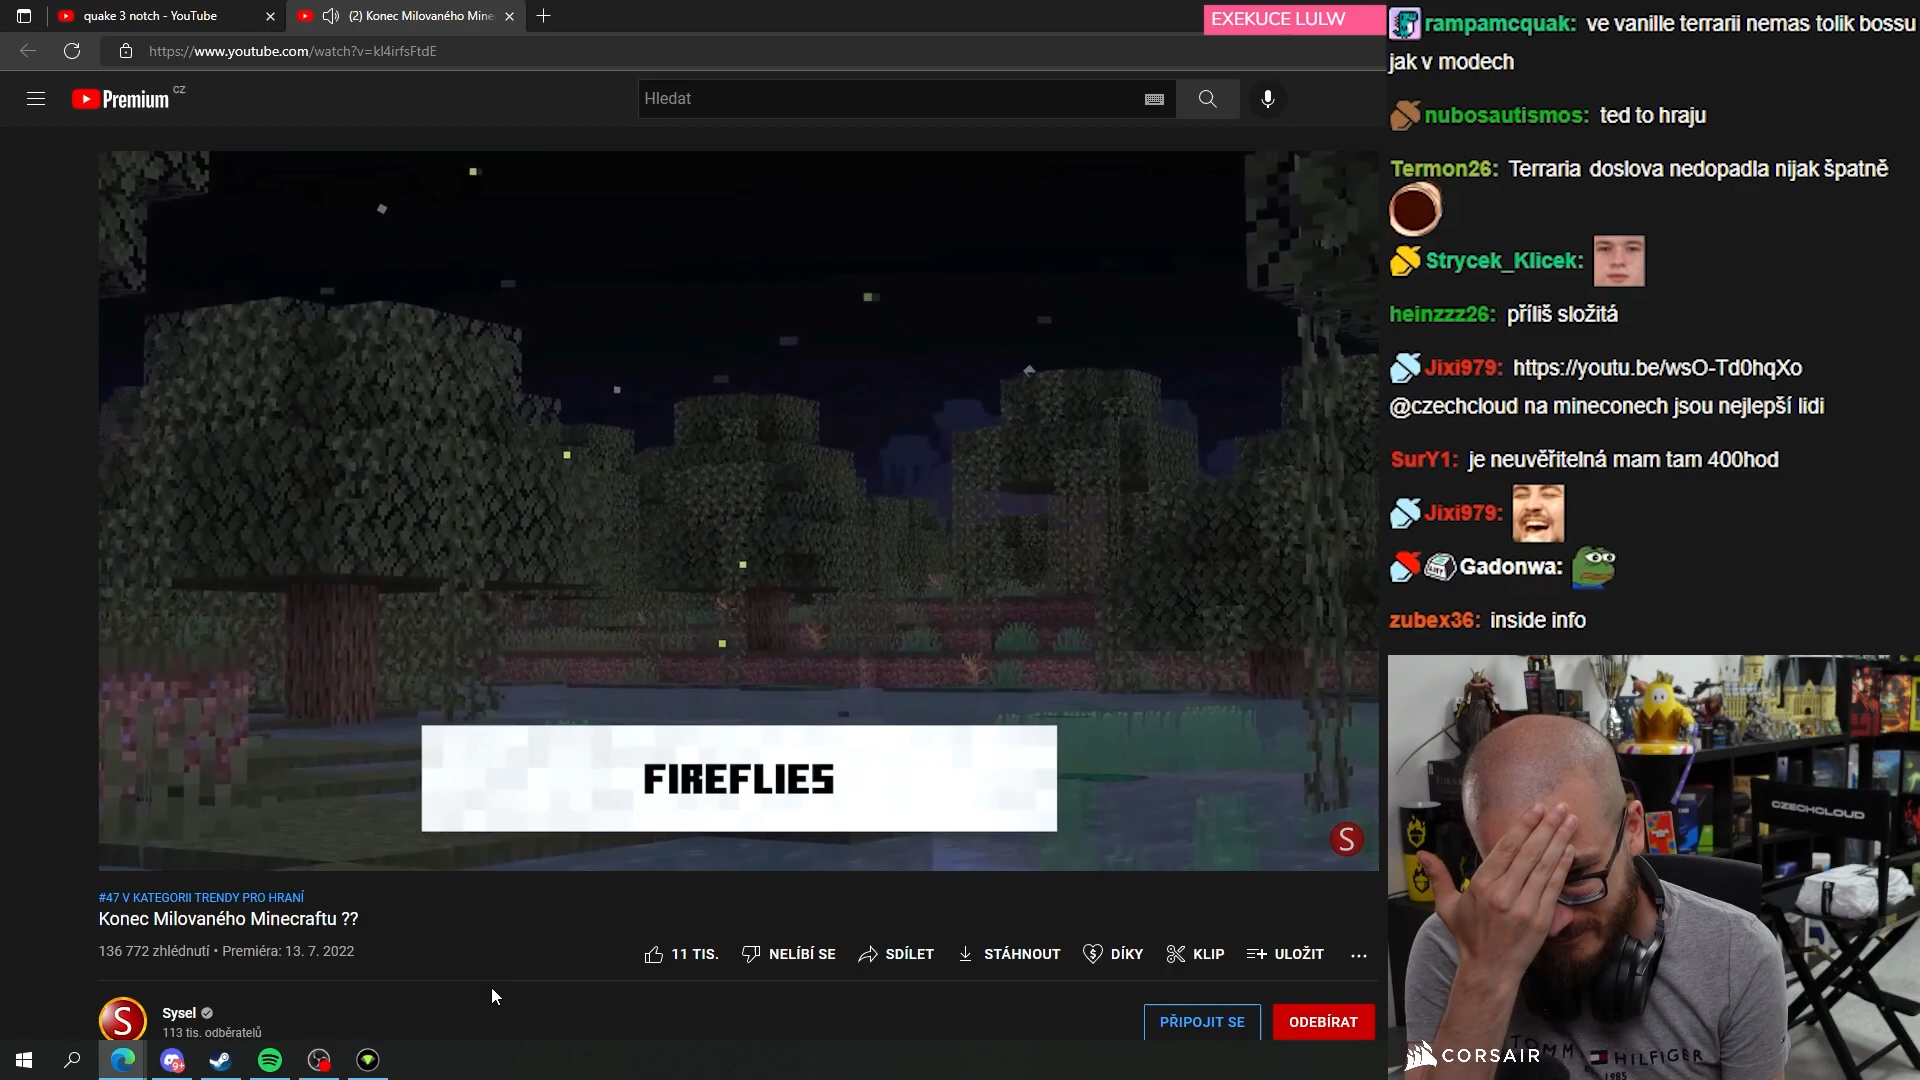 quake 3 notch - YouTube
(2) Konec Milovaného Mine
https://www.youtube.com/watch?v=kl4irfsFtdE
Premium CZ
Hledat
FIREFLIES
S
#47 V KATEGORII TRENDY PRO HRANÍ
Konec Milovaného Minecraftu ??
136 772 zhlédnutí • Premiéra: 13. 7. 2022
11 TIS.
NELÍBÍ SE
SDÍLET
STÁHNOUT
DÍKY
KLIP
ULOŽIT
S
Sysel
113 tis. odběratelů
PŘIPOJIT SE
ODEBÍRAT
9+
EXEKUCE LULW
rampamcquak: ve vanille terrarii nemas tolik bossu
jak v modech
nubosautismos: ted to hraju
Termon26: Terraria doslova nedopadla nijak špatně
Strycek_Klicek:
heinzzz26: příliš složitá
Jixi979: https://youtu.be/wsO-Td0hqXo
@czechcloud na mineconech jsou nejlepší lidi
SurY1: je neuvěřitelná mam tam 400hod
Jixi979:
Gadonwa:
zubex36: inside info
CZECHCLOUD
CORSAIR
TOMM HILFIGER
1985